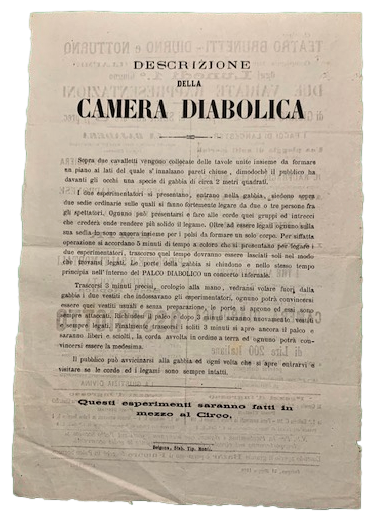 DESCRIZIONE
DELLA
CAMERA DIABOLICA
Sopra due cavalletti vengono collocate delle tavole unite insieme da formare
un piano ai lati del quale s'innalzano pareti chiuse, dimodochè il pubblico ha
davanti gli occhi una specie di gabbia di circa 2 metri quadrati.
I due esperimentatori si presentano, entrano nella gabbia, siedono sopra
due sedie ordinarie sulle quali si fanno fortemente legare da due o tre persone fra
gli spettatori. Ognuno può presentarsi e fare alle corde quei gruppi ed intrecci
che crederà onde rendere più solido il legame. Oltre ad essere legati ognuno sulla
sua sedia lo sono ancora insieme per i polsi da formare un solo corpo. Per siffatta
operazione si accordano 5 minuti di tempo a coloro che si presentano per legare i
due esperimentatori, trascorso quel tempo dovranno essere lasciati soli nel modo
che trovansi legati. Le porte della gabbia si chiudono e nello stesso tempo
principia nell'interno del PALCO DIABOLICO un concerto infernale.
Trascorsi 3 minuti precisi, orologio alla mano, vedransi volare fuori dalla
gabbia i due vestiti che indossavano gli esperimentatori, ognuno potrà convincersi
essere quei vestiti usuali e senza preparazione, le porte si aprono ed essi sono
sempre attaccati. Richiudesi il palco e dopo 3 minuti saranno nuovamente vestiti
e sempre legati. Finalmente trascorsi i soliti 3 minuti si apre ancora il palco e
saranno liberi e sciolti, la corda avvolta in ordine a terra ed ognuno potrà con-
vincersi essere la medesima.
Il pubblico può avvicinarsi alla gabbia ed ogni volta che si apre entrarvi e
visitare se le corde ed i legami sono sempre intatti.
Questi esperimenti saranno fatti in
mezzo al Circo.
Bologna, Stab. Tip. Monti.
TEATRO BRUNETTI - DIURNO e NOTTURNO
DUE VARIATE RAPPRESENTAZIONI